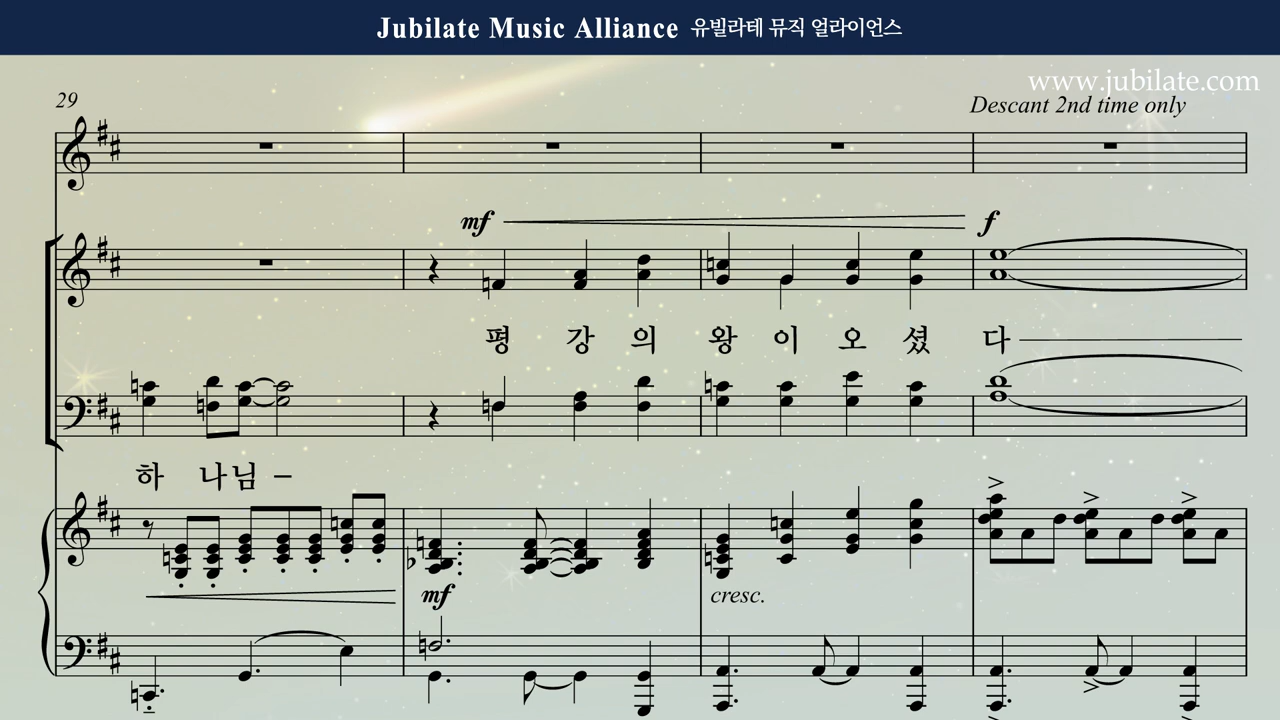 Jubilate Music Alliance 유빌라테 뮤직 얼라이언스
www.jubilate.com
29
Descant 2nd time only
mf f
평 강 의 왕 이 오 셨 다
하 나 님 –
mf cresc.